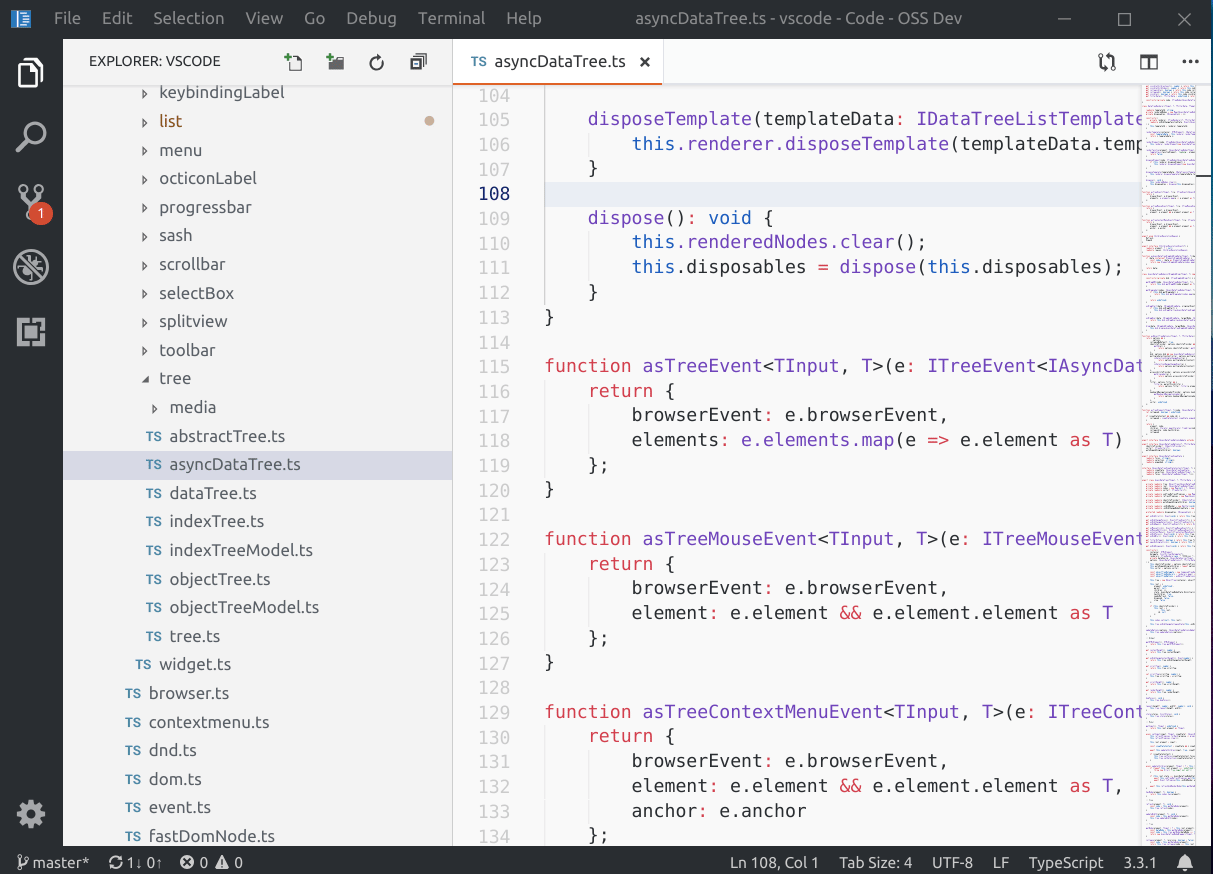 File Edit Selection View Go Debug Terminal Help asyncDataTree.ts - vscode - Code - OSS Dev
EXPLORER: VSCODE
TS asyncDataTree.ts
1
keybindingLabel
list
menu
octiconLabel
progressbar
sash
scrollbar
selectBox
splitview
toolbar
tree
media
TS abstractTree.ts
TS asyncDataTree.ts
TS dataTree.ts
TS indexTree.ts
TS indexTreeModel.ts
TS objectTree.ts
TS objectTreeModel.ts
TS tree.ts
TS widget.ts
TS browser.ts
TS contextmenu.ts
TS dnd.ts
TS dom.ts
TS event.ts
TS fastDomNode.ts
104
105 disposeTemplate(templateData: IDataTreeListTemplate
106 this.renderer.disposeTemplate(templateData.temp
107 }
108
109 dispose(): void {
110 this.renderedNodes.clear();
111 this.disposables = dispose(this.disposables);
112 }
113 }
114
115 function asTreeEvent<TInput, T>(e: ITreeEvent<IAsyncDat
116 return {
117 browserEvent: e.browserEvent,
118 elements: e.elements.map(e => e.element as T)
119 };
120 }
121
122 function asTreeMouseEvent<TInput, T>(e: ITreeMouseEvent
123 return {
124 browserEvent: e.browserEvent,
125 element: e.element && e.element.element as T
126 };
127 }
128
129 function asTreeContextMenuEvent<TInput, T>(e: ITreeCont
130 return {
131 browserEvent: e.browserEvent,
132 element: e.element && e.element.element as T,
133 anchor: e.anchor
134 };
master* 1↓ 0↑ 0 0 Ln 108, Col 1 Tab Size: 4 UTF-8 LF TypeScript 3.3.1